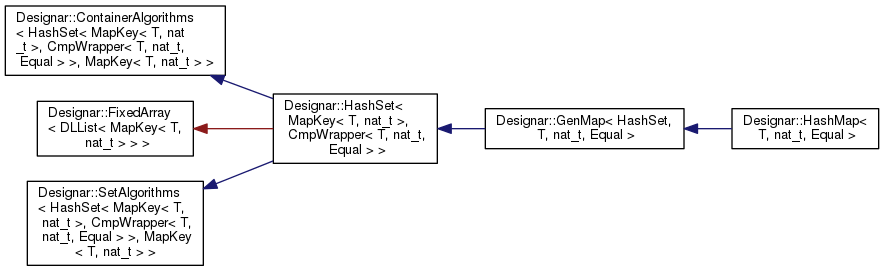 Designar::ContainerAlgorithms
< HashSet< MapKey< T, nat
_t >, CmpWrapper< T, nat_t,
Equal > >, MapKey< T, nat_t > >
Designar::FixedArray
< DLList< MapKey< T,
nat_t > > >
Designar::SetAlgorithms
< HashSet< MapKey< T,
nat_t >, CmpWrapper< T,
nat_t, Equal > >, MapKey
< T, nat_t > >
Designar::HashSet<
MapKey< T, nat_t >,
CmpWrapper< T, nat_t,
Equal > >
Designar::GenMap< HashSet,
T, nat_t, Equal >
Designar::HashMap<
T, nat_t, Equal >